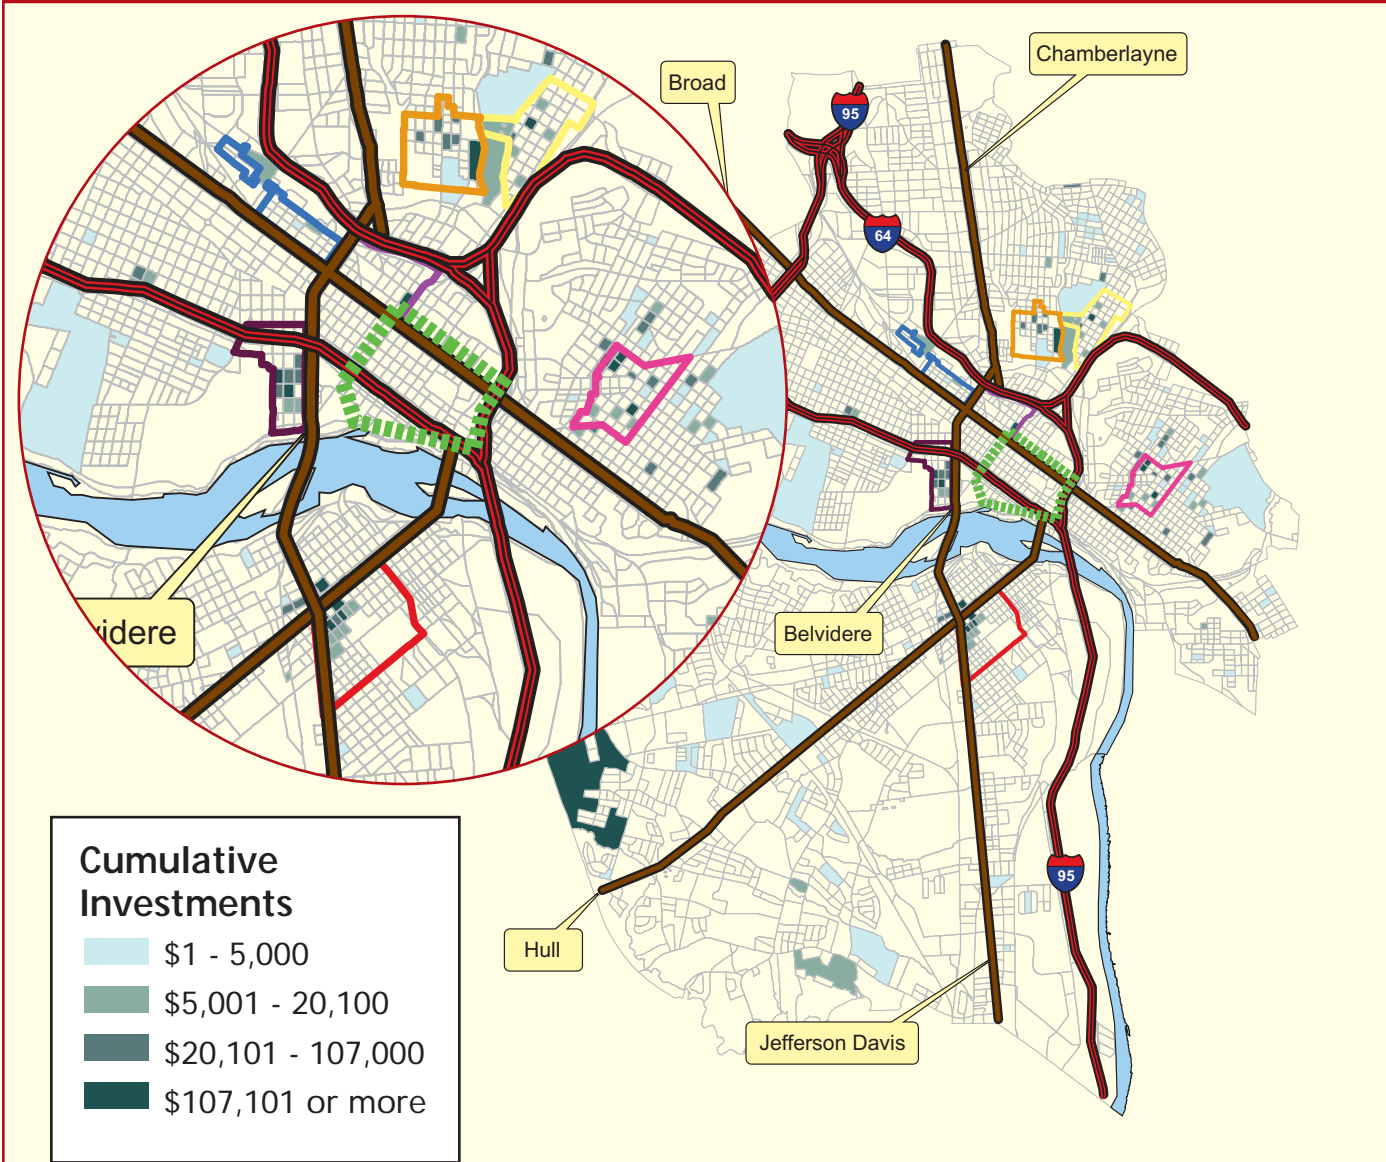 Broad
Chamberlayne
95
64
idere
Belvidere
95
Hull
Jefferson Davis
Cumulative
Investments
$1 - 5,000
$5,001 - 20,100
$20,101 - 107,000
$107,101 or more